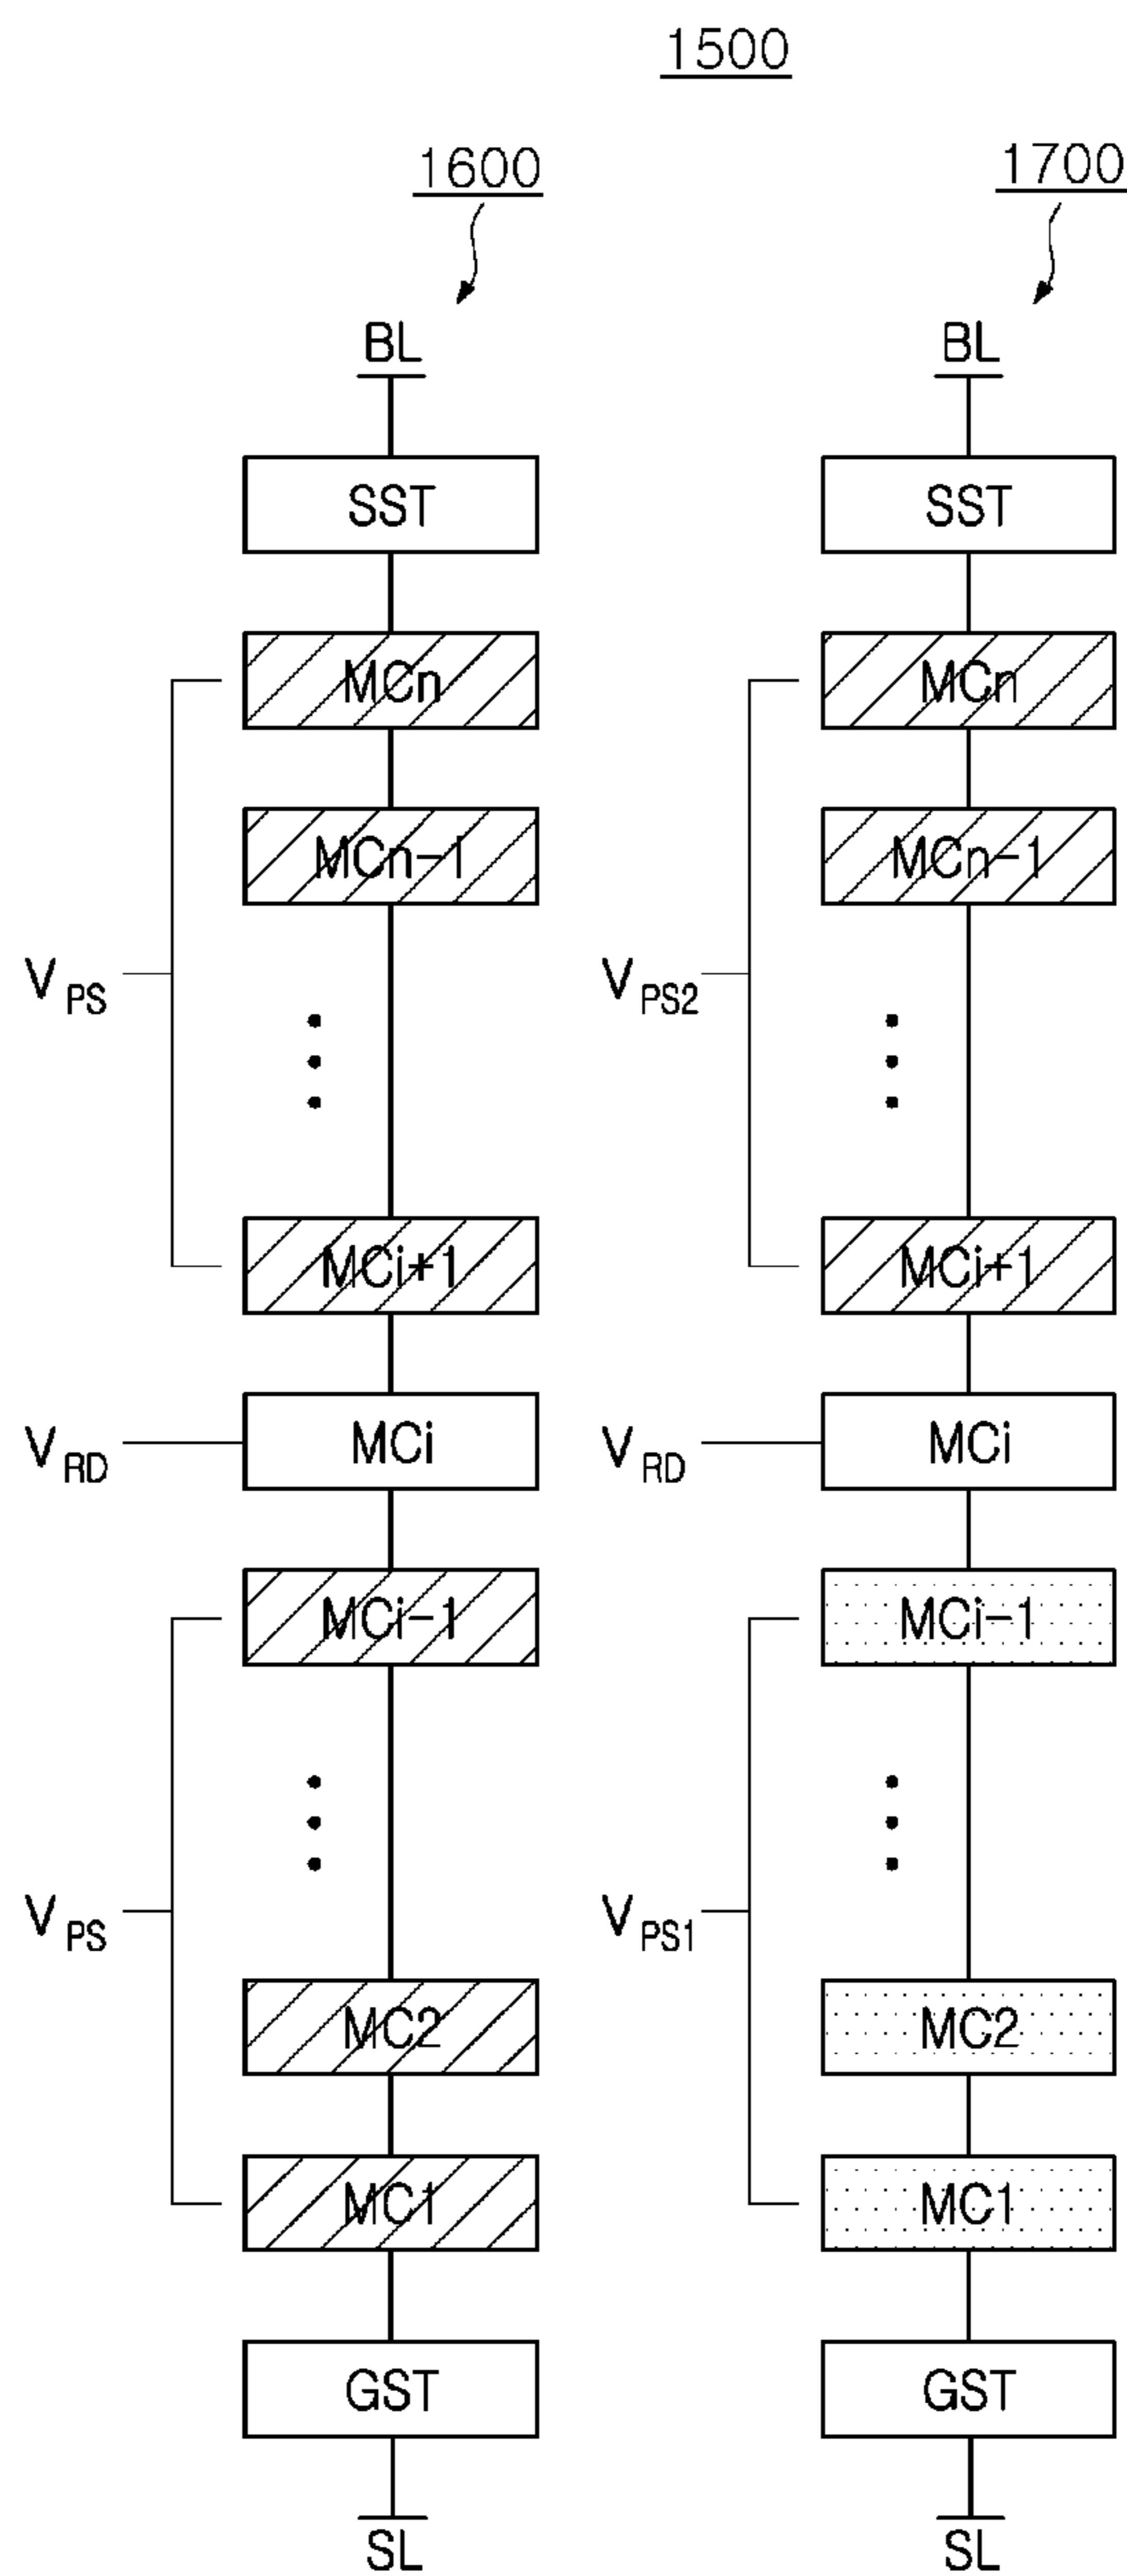 1500
1600
1700
BL
BL
SST
SST
MCn
MCn
MCn-1
MCn-1
VPS
VPS2
MCi+1
MCi+1
VRD
MCi
VRD
MCi
MCi-1
MCi-1
VPS
VPS1
MC2
MC2
MC1
MC1
GST
GST
SL
SL